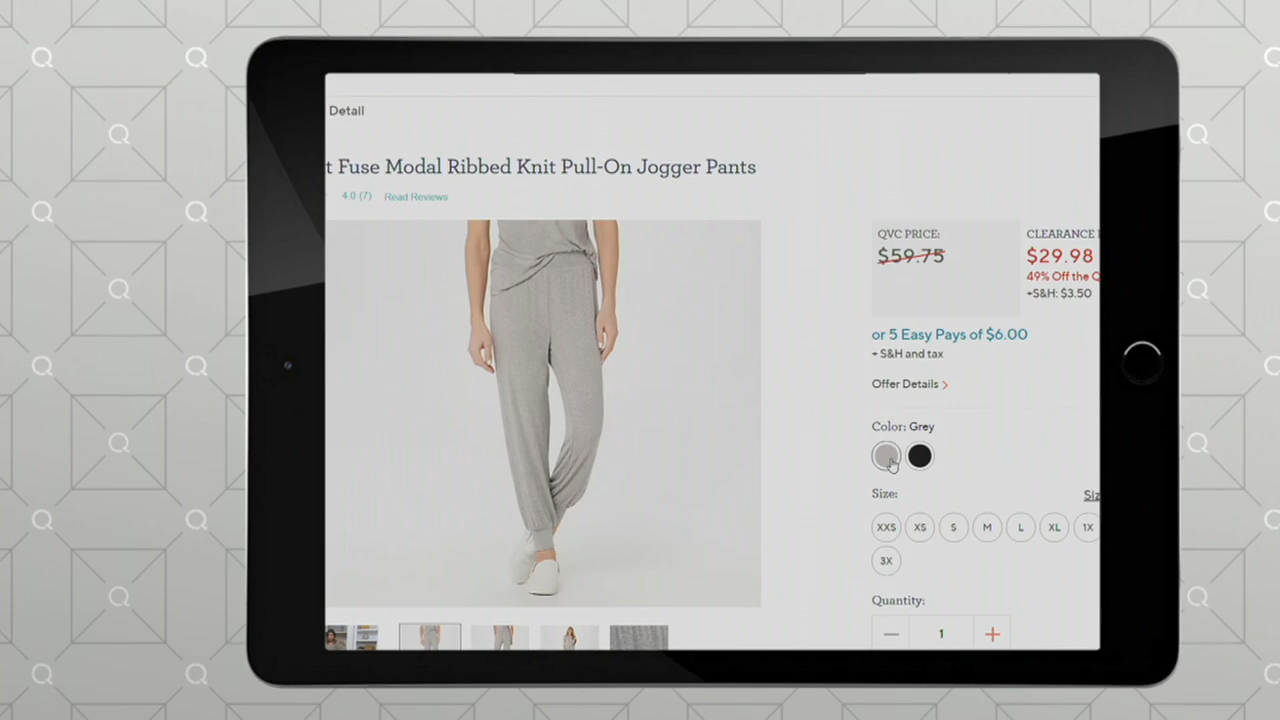 Detail
t Fuse Modal Ribbed Knit Pull-On Jogger Pants
4.0 (7) Read Reviews
QVC PRICE:
$59.75
CLEARANCE
$29.98
49% Off the Q
+S&H: $3.50
or 5 Easy Pays of $6.00
+ S&H and tax
Offer Details >
Color: Grey
Size:
Siz
XXS XS S M L XL 1X
3X
Quantity:
— 1 +